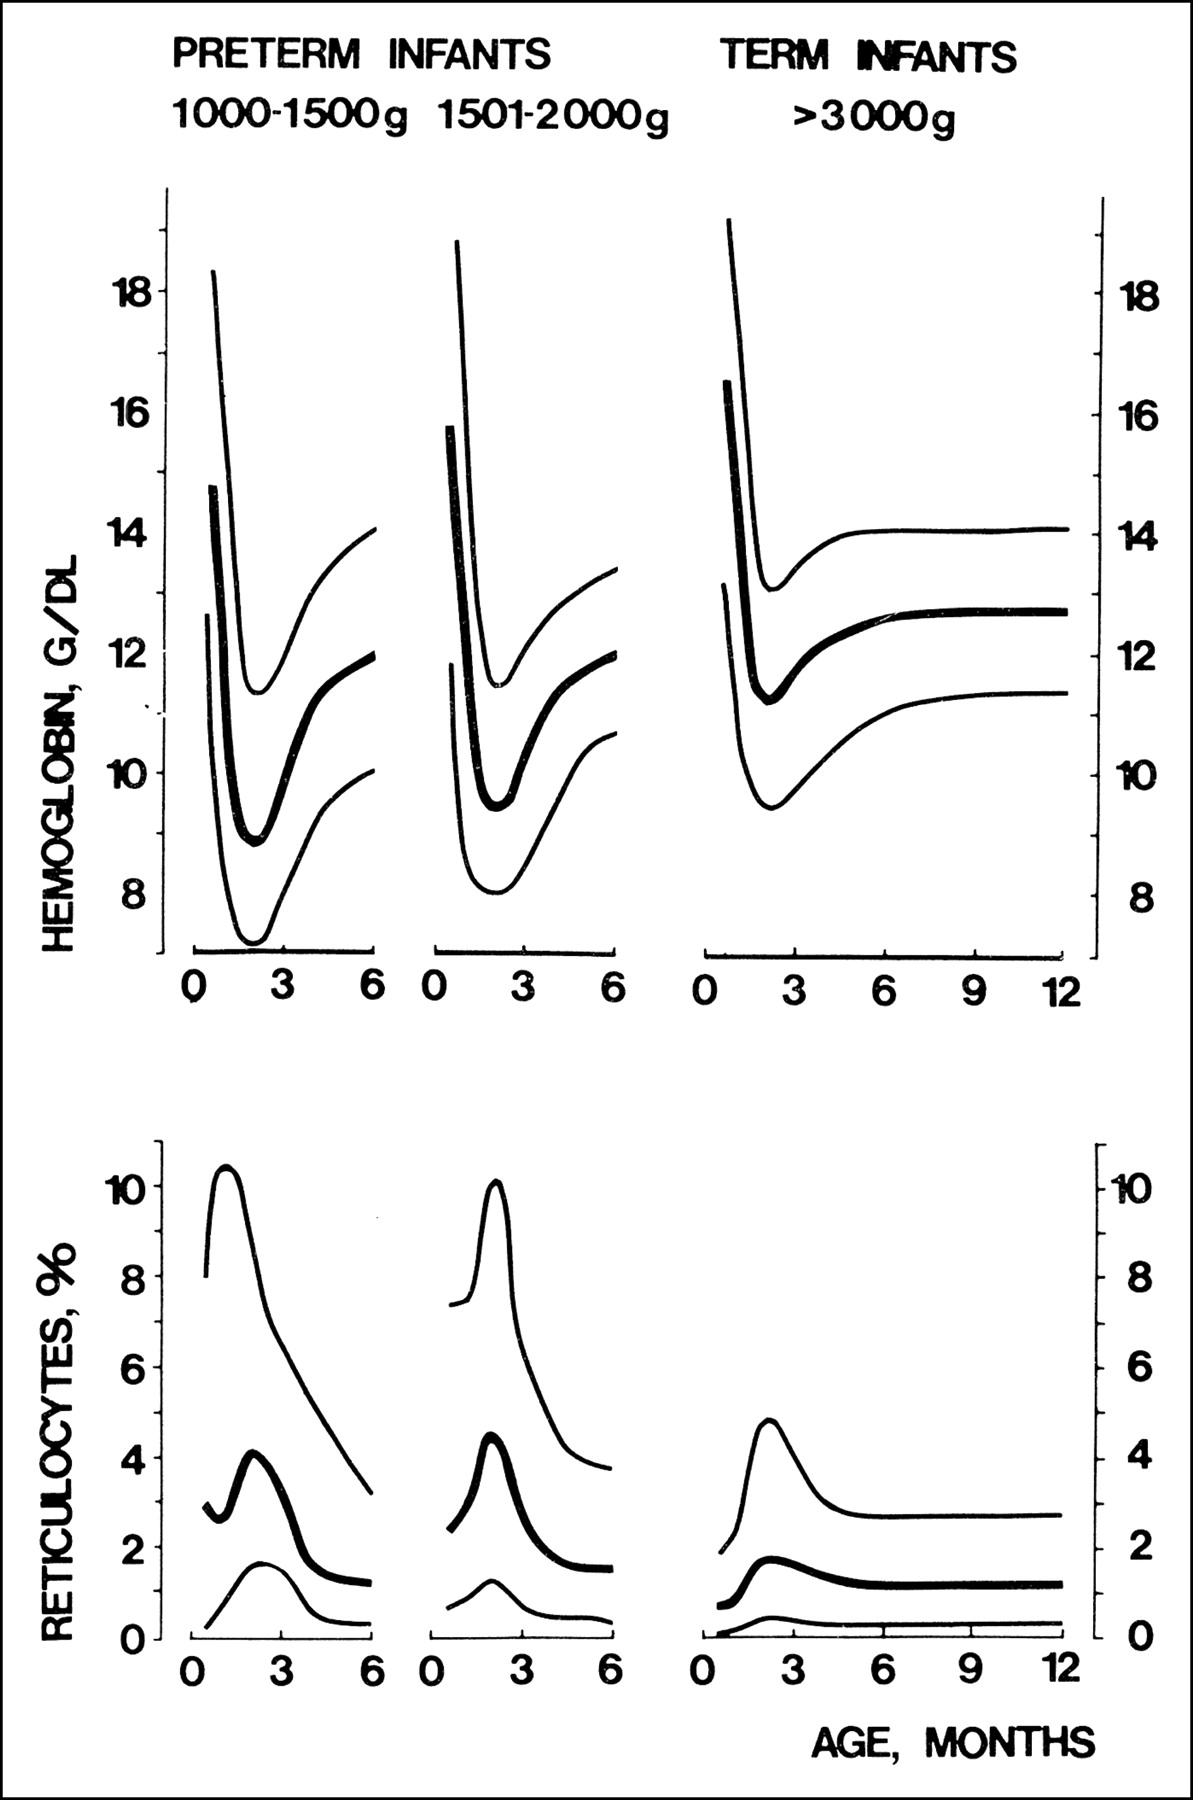 PRETERM INFANTS TERM INFANTS
1000-1500g 1501-2000g >3000g
HEMOGLOBIN, G/DL
18 18
16 16
14 14
12 12
10 10
8 8
0 3 6 0 3 6 0 3 6 9 12
RETICULOCYTES, %
10 10
8 8
6 6
4 4
2 2
0 0
0 3 6 0 3 6 0 3 6 9 12
AGE, MONTHS